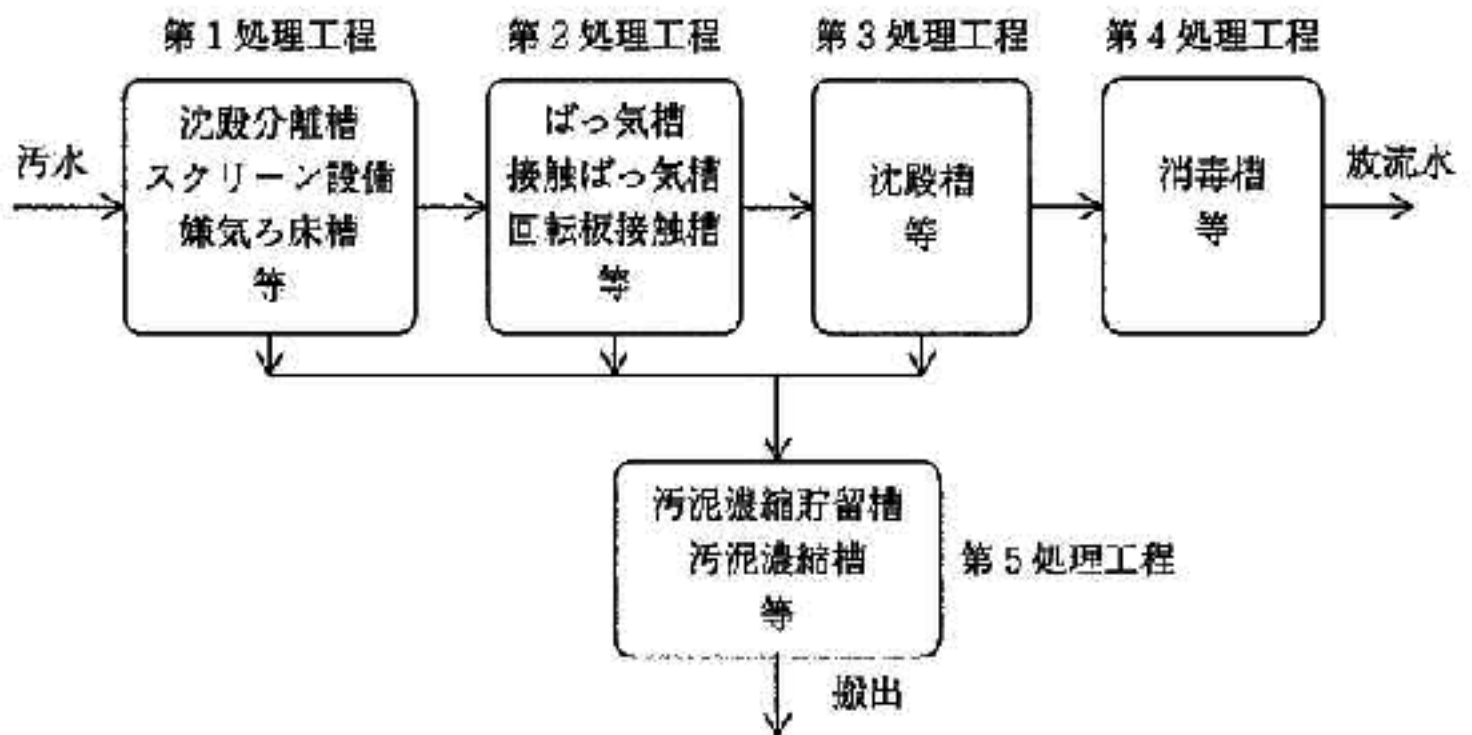 第1処理工程
第2処理工程
第3処理工程
第4処理工程
汚水
沈殿分離槽
スクリーン設備
嫌気ろ床槽
等
ばっ気槽
接触ばっ気槽
回転板接触槽
等
沈殿槽
等
消毒槽
等
放流水
汚泥濃縮貯留槽
汚泥濃縮槽
等
第5処理工程
搬出